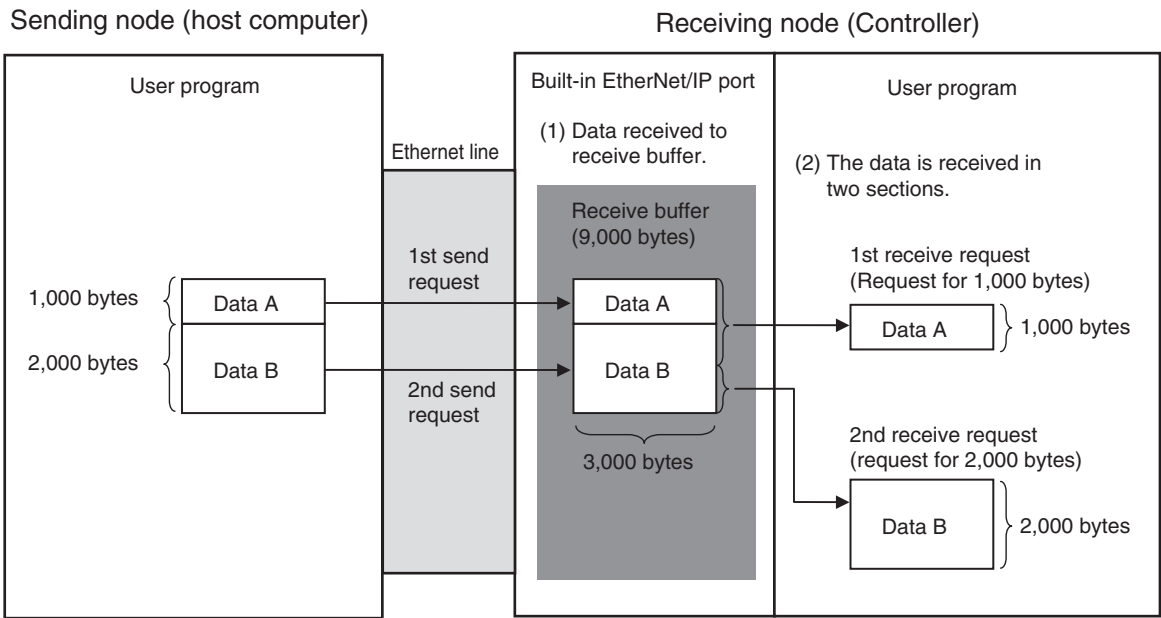 Sending node (host computer)
Receiving node (Controller)
User program
Ethernet line
1st send
request
2nd send
request
1,000 bytes
2,000 bytes
Data A
Data B
Built-in EtherNet/IP port
(1) Data received to
receive buffer.
Receive buffer
(9,000 bytes)
Data A
Data B
3,000 bytes
User program
(2) The data is received in
two sections.
1st receive request
(Request for 1,000 bytes)
Data A
1,000 bytes
2nd receive request
(request for 2,000 bytes)
Data B
2,000 bytes